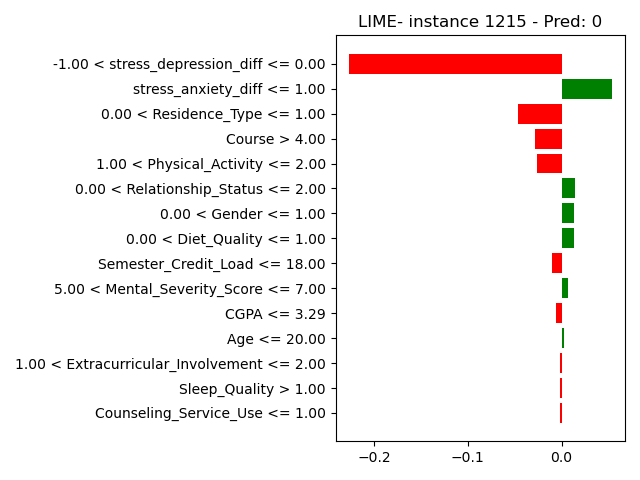 LIME- instance 1215 - Pred: 0
-1.00 < stress_depression_diff <= 0.00
stress_anxiety_diff <= 1.00
0.00 < Residence_Type <= 1.00
Course > 4.00
1.00 < Physical_Activity <= 2.00
0.00 < Relationship_Status <= 2.00
0.00 < Gender <= 1.00
0.00 < Diet_Quality <= 1.00
Semester_Credit_Load <= 18.00
5.00 < Mental_Severity_Score <= 7.00
CGPA <= 3.29
Age <= 20.00
1.00 < Extracurricular_Involvement <= 2.00
Sleep_Quality > 1.00
Counseling_Service_Use <= 1.00
−0.2 −0.1 0.0